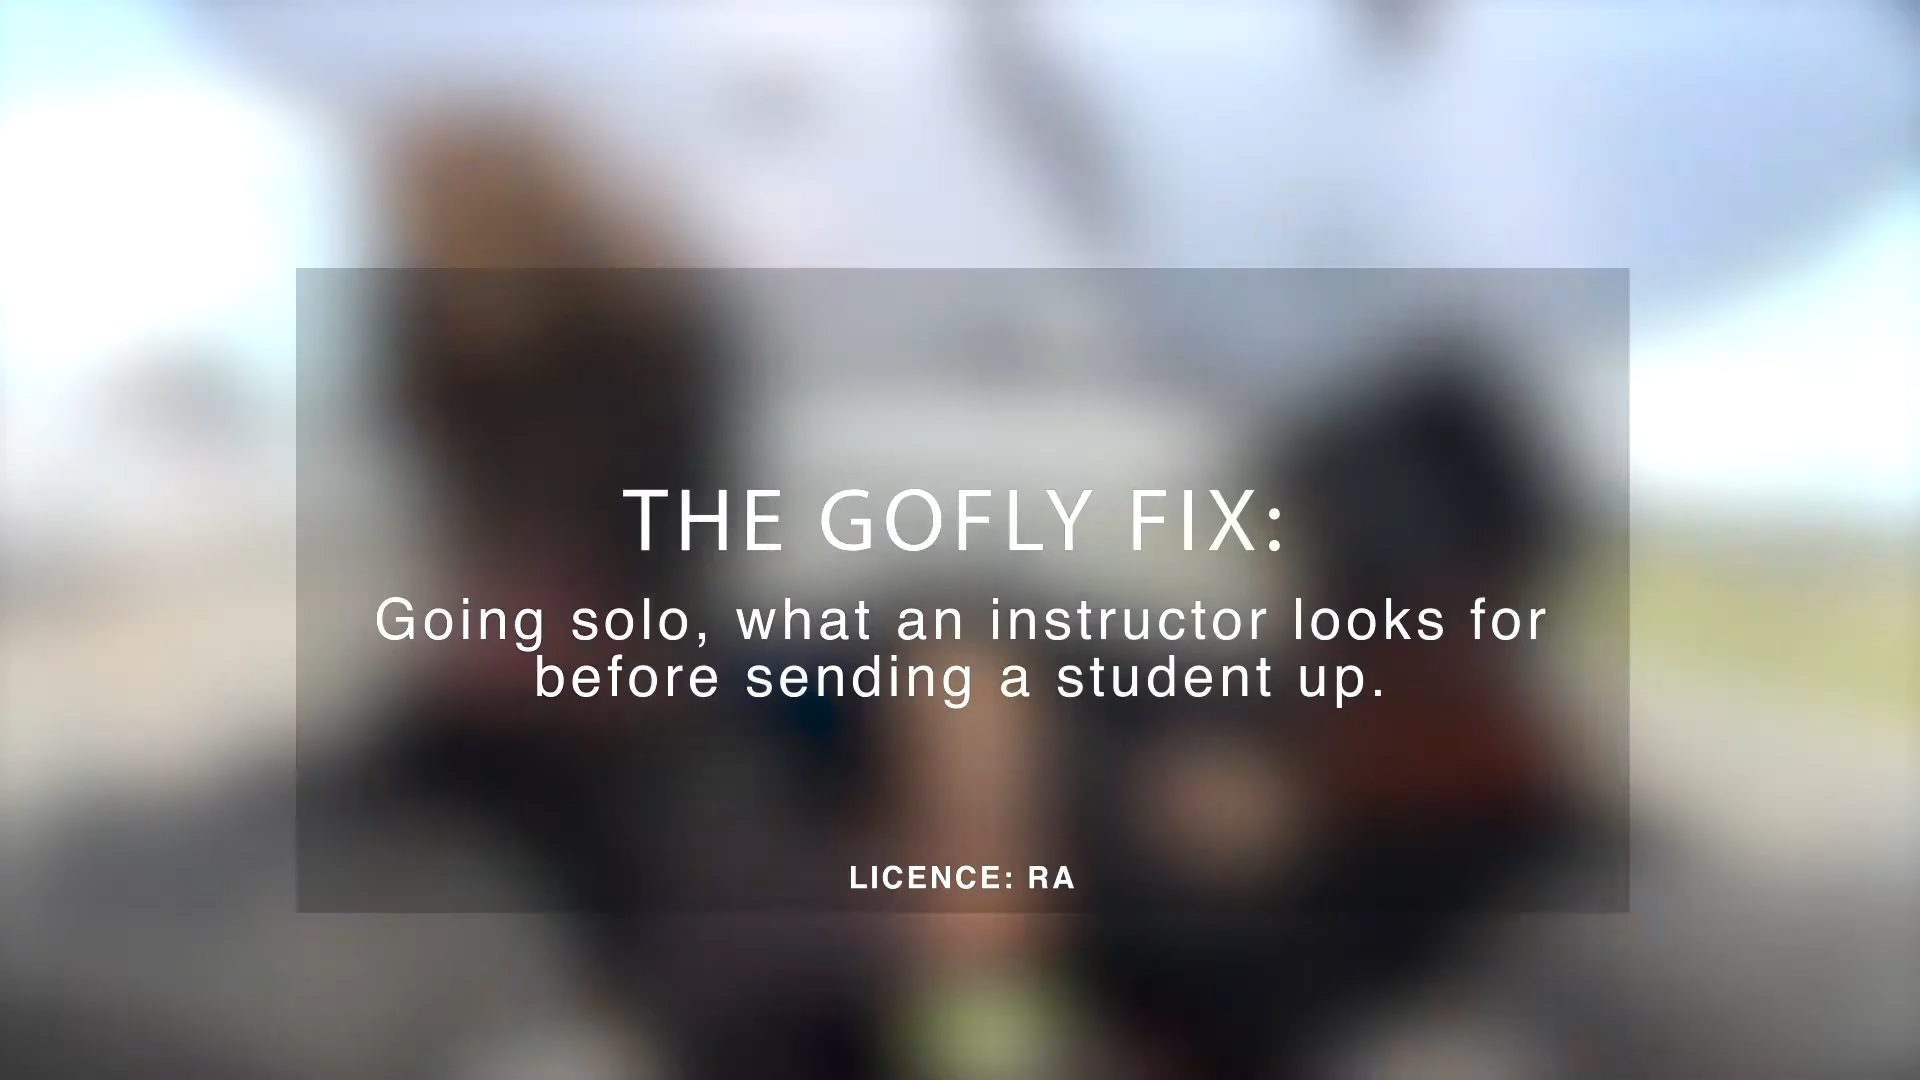 THE GOFLY FIX:
Going solo, what an instructor looks for
before sending a student up.
LICENCE: RA